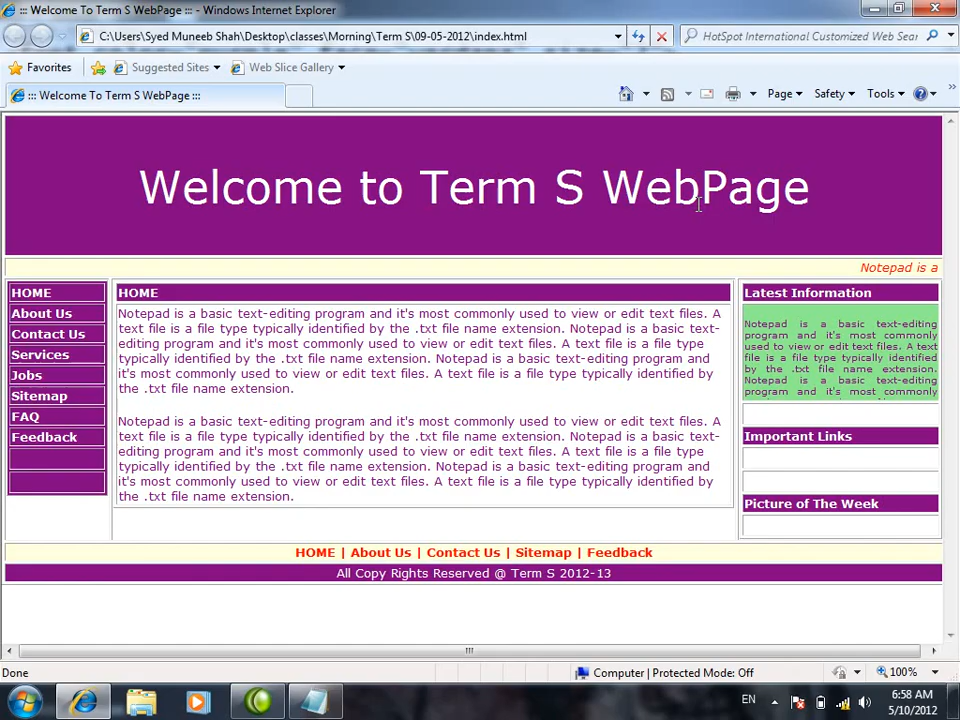 ::: Welcome To Term S WebPage ::: - Windows Internet Explorer
C:\Users\Syed Muneeb Shah\Desktop\classes\Morning\Term S\09-05-2012\index.html
HotSpot International Customized Web Sear
Favorites Suggested Sites Web Slice Gallery
::: Welcome To Term S WebPage ::: Page Safety Tools
Welcome to Term S WebPage
Notepad is a
HOME
About Us
Contact Us
Services
Jobs
Sitemap
FAQ
Feedback
HOME
Notepad is a basic text-editing program and it's most commonly used to view or edit text files. A
text file is a file type typically identified by the .txt file name extension. Notepad is a basic text-
editing program and it's most commonly used to view or edit text files. A text file is a file type
typically identified by the .txt file name extension. Notepad is a basic text-editing program and
it's most commonly used to view or edit text files. A text file is a file type typically identified by
the .txt file name extension.
Notepad is a basic text-editing program and it's most commonly used to view or edit text files. A
text file is a file type typically identified by the .txt file name extension. Notepad is a basic text-
editing program and it's most commonly used to view or edit text files. A text file is a file type
typically identified by the .txt file name extension. Notepad is a basic text-editing program and
it's most commonly used to view or edit text files. A text file is a file type typically identified by
the .txt file name extension.
Latest Information
Notepad is a basic text-editing
program and it's most commonly
used to view or edit text files. A text
file is a file type typically identified
by the .txt file name extension.
Notepad is a basic text-editing
program and it's most commonly
Important Links
Picture of The Week
HOME | About Us | Contact Us | Sitemap | Feedback
All Copy Rights Reserved @ Term S 2012-13
Done Computer | Protected Mode: Off 100%
EN 6:58 AM
5/10/2012